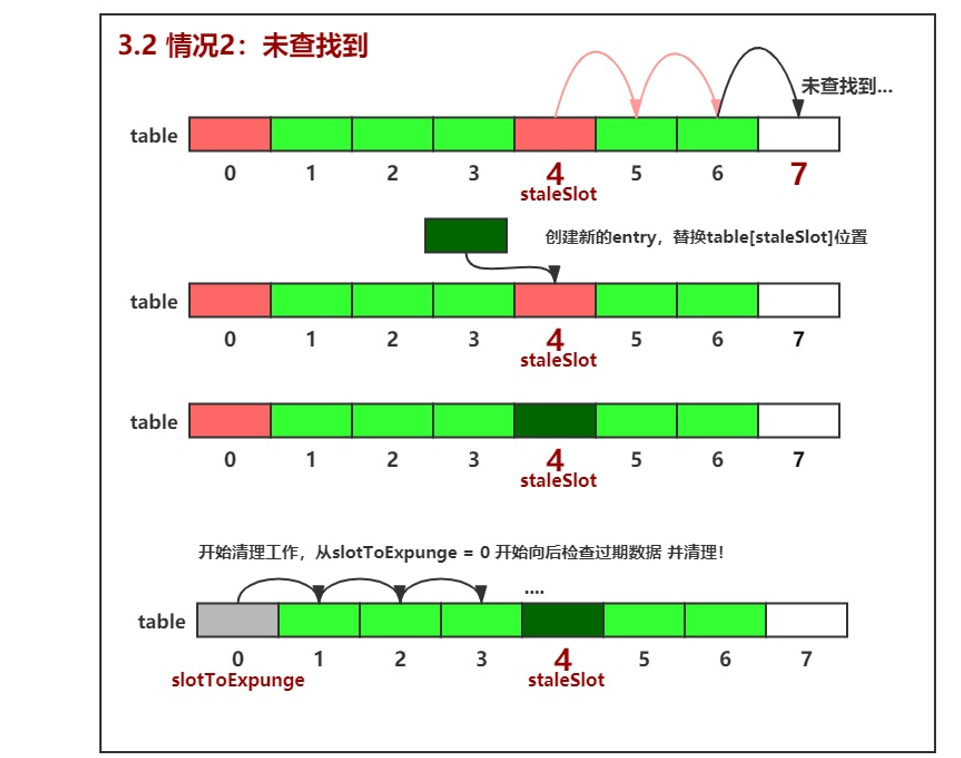 3.2 情况2：未查找到
未查找到...
table
0 1 2 3 4 5 6 7
staleSlot
创建新的entry，替换table[staleSlot]位置
table
0 1 2 3 4 5 6 7
staleSlot
table
0 1 2 3 4 5 6 7
staleSlot
开始清理工作，从slotToExpunge = 0 开始向后检查过期数据 并清理！
....
table
0 1 2 3 4 5 6 7
slotToExpunge staleSlot